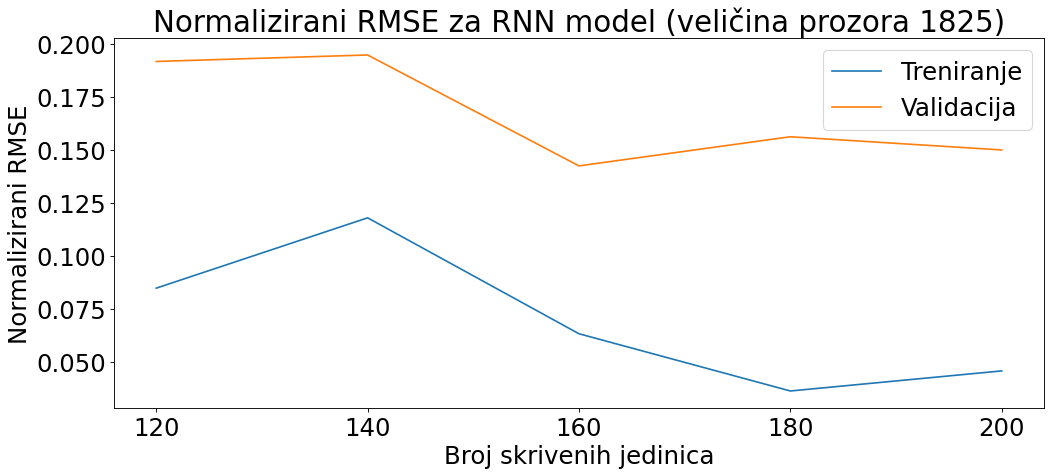 Normalizirani RMSE za RNN model (veličina prozora 1825)
Treniranje
Validacija
Normalizirani RMSE
0.200
0.175
0.150
0.125
0.100
0.075
0.050
120 140 160 180 200
Broj skrivenih jedinica